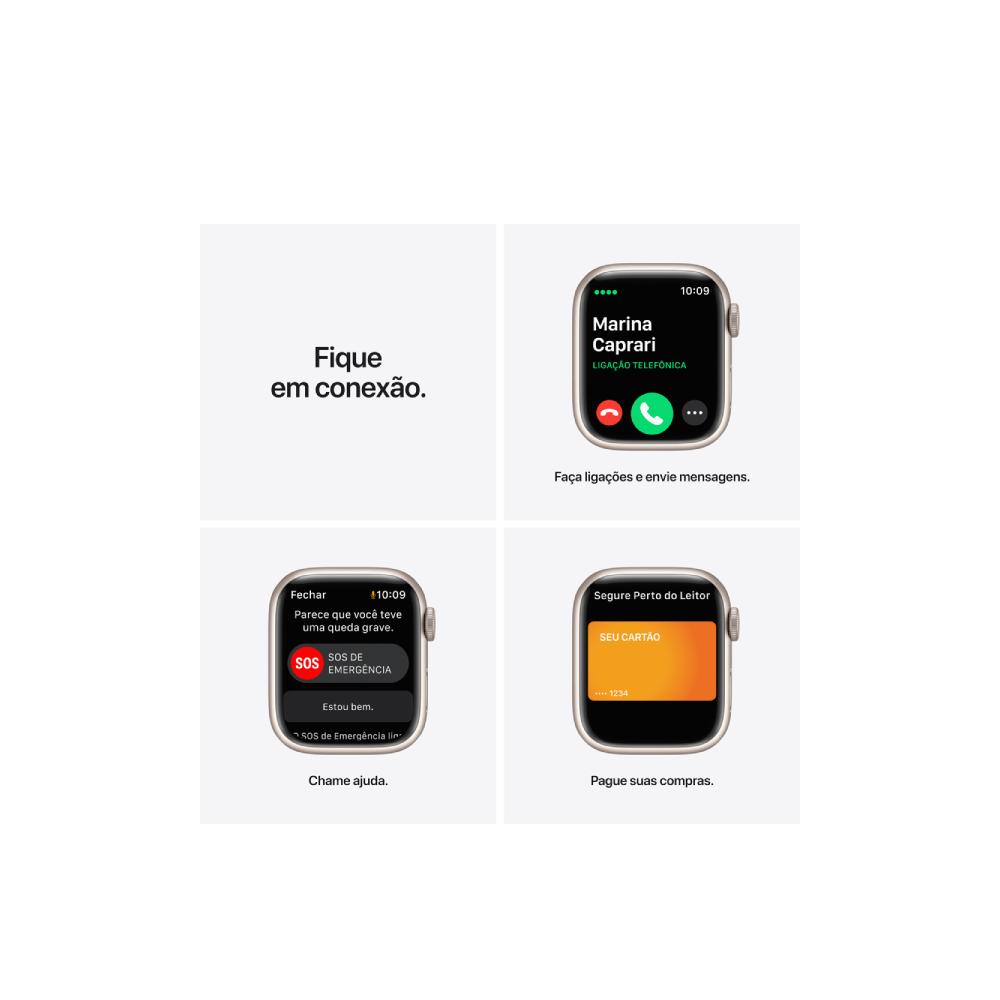 Fique
em conexão.
10:09
Marina
Caprari
LIGAÇÃO TELEFÔNICA
Faça ligações e envie mensagens.
Fechar
10:09
Parece que você teve
uma queda grave.
SOS
SOS DE
EMERGÊNCIA
Estou bem.
SOS de Emergência
Chame ajuda.
Segure Perto do Leitor
SEU CARTÃO
•••• 1234
Pague suas compras.